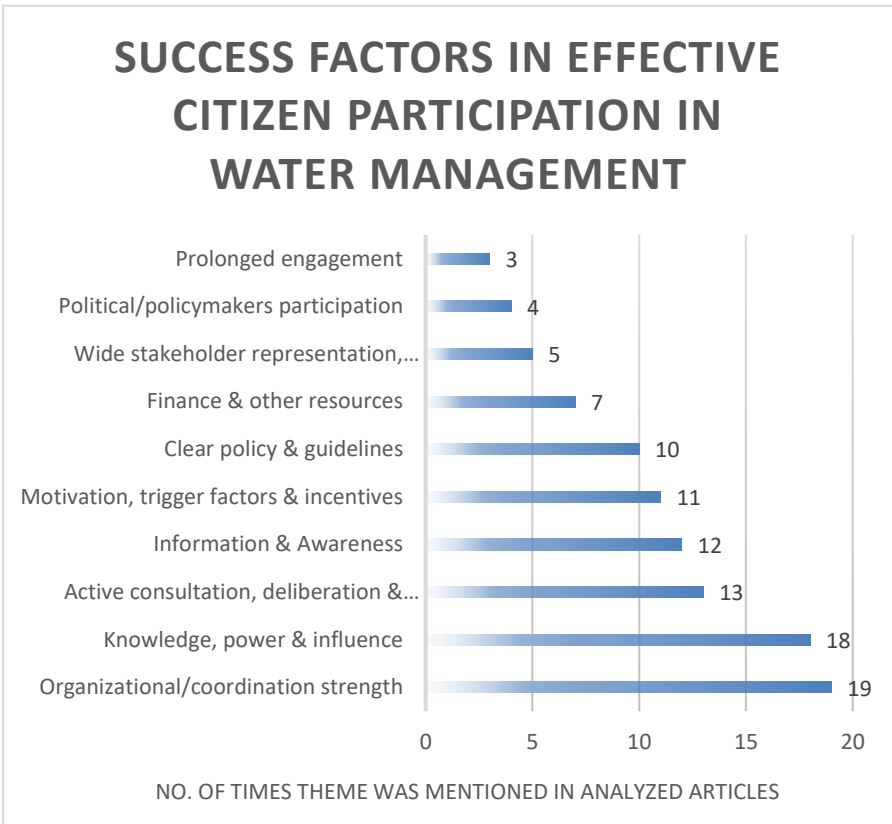 SUCCESS FACTORS IN EFFECTIVE
CITIZEN PARTICIPATION IN
WATER MANAGEMENT
Prolonged engagement 3
Political/policymakers participation 4
Wide stakeholder representation,... 5
Finance & other resources 7
Clear policy & guidelines 10
Motivation, trigger factors & incentives 11
Information & Awareness 12
Active consultation, deliberation &... 13
Knowledge, power & influence 18
Organizational/coordination strength 19
0 5 10 15 20
NO. OF TIMES THEME WAS MENTIONED IN ANALYZED ARTICLES